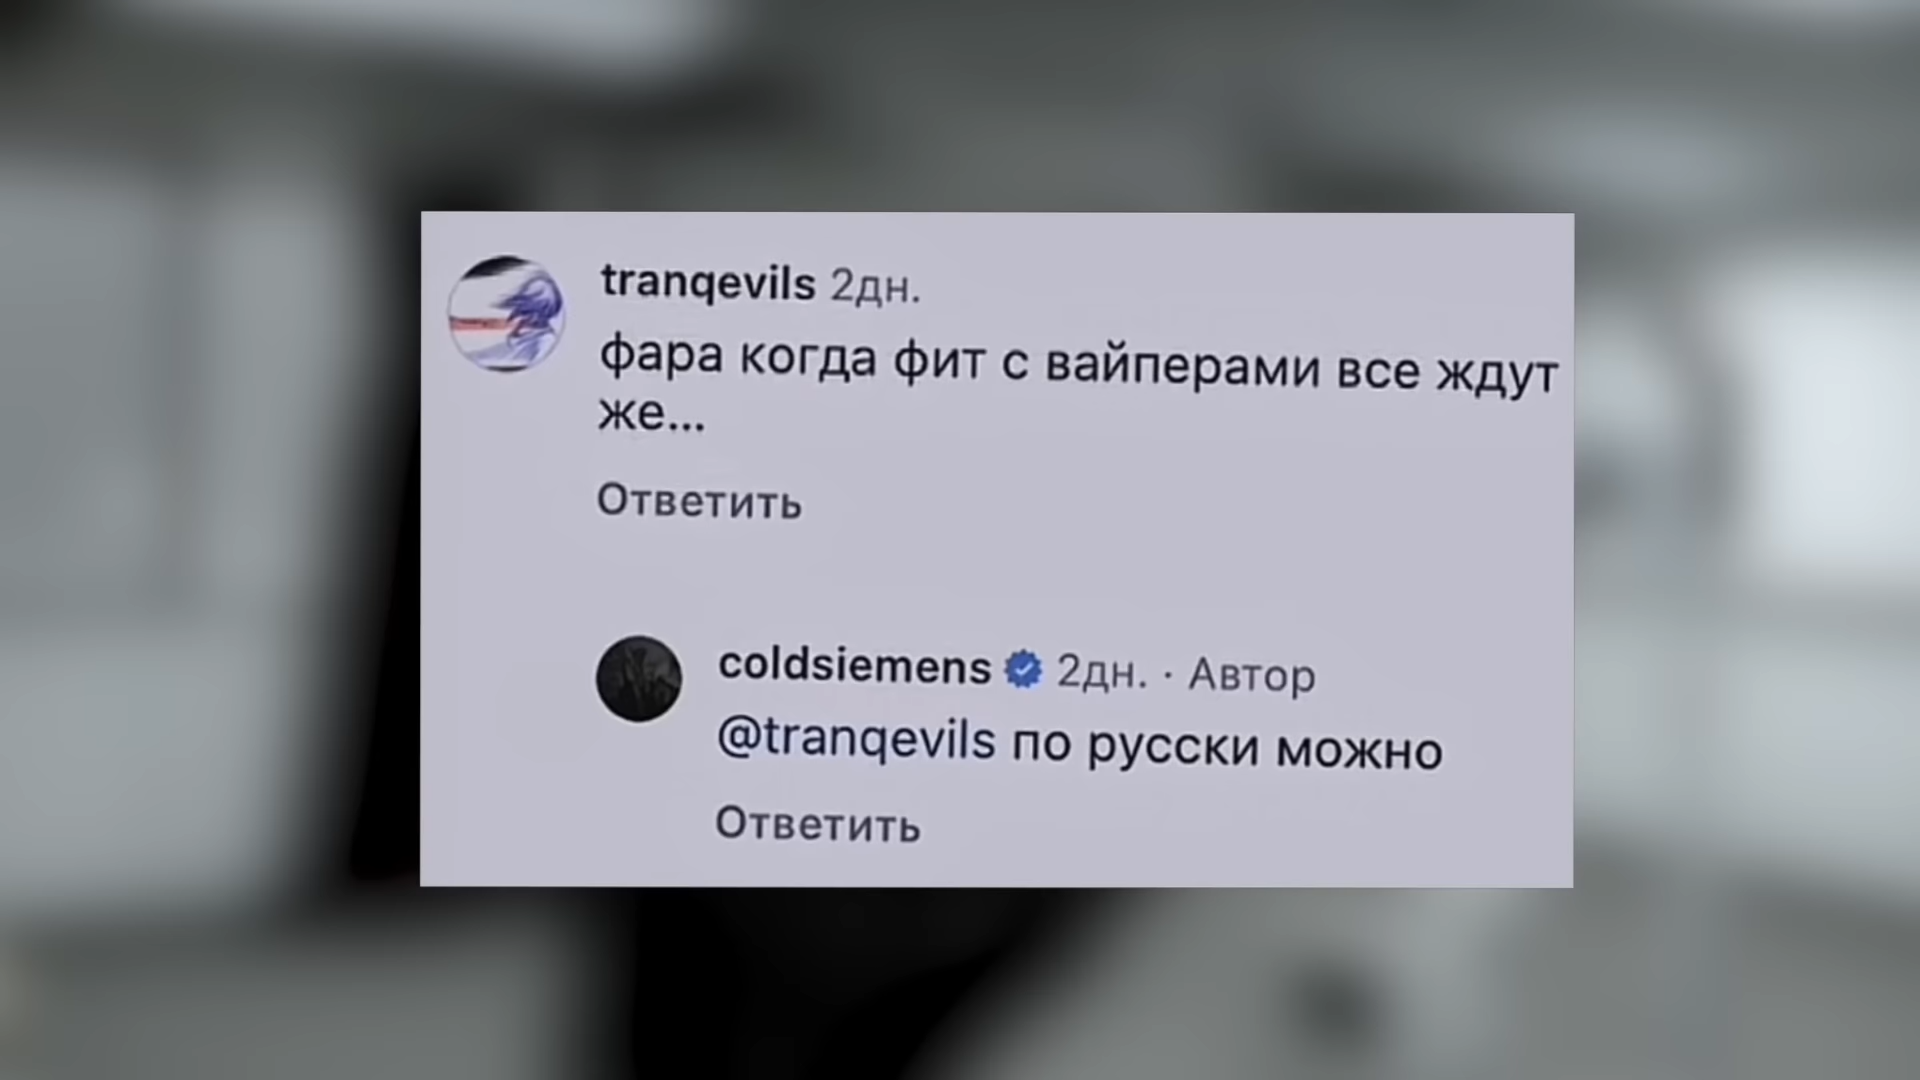 tranqevils 2дн.
фара когда фит с вайперами все ждут
же...
Ответить
coldsiemens 2дн. · Автор
@tranqevils по русски можно
Ответить